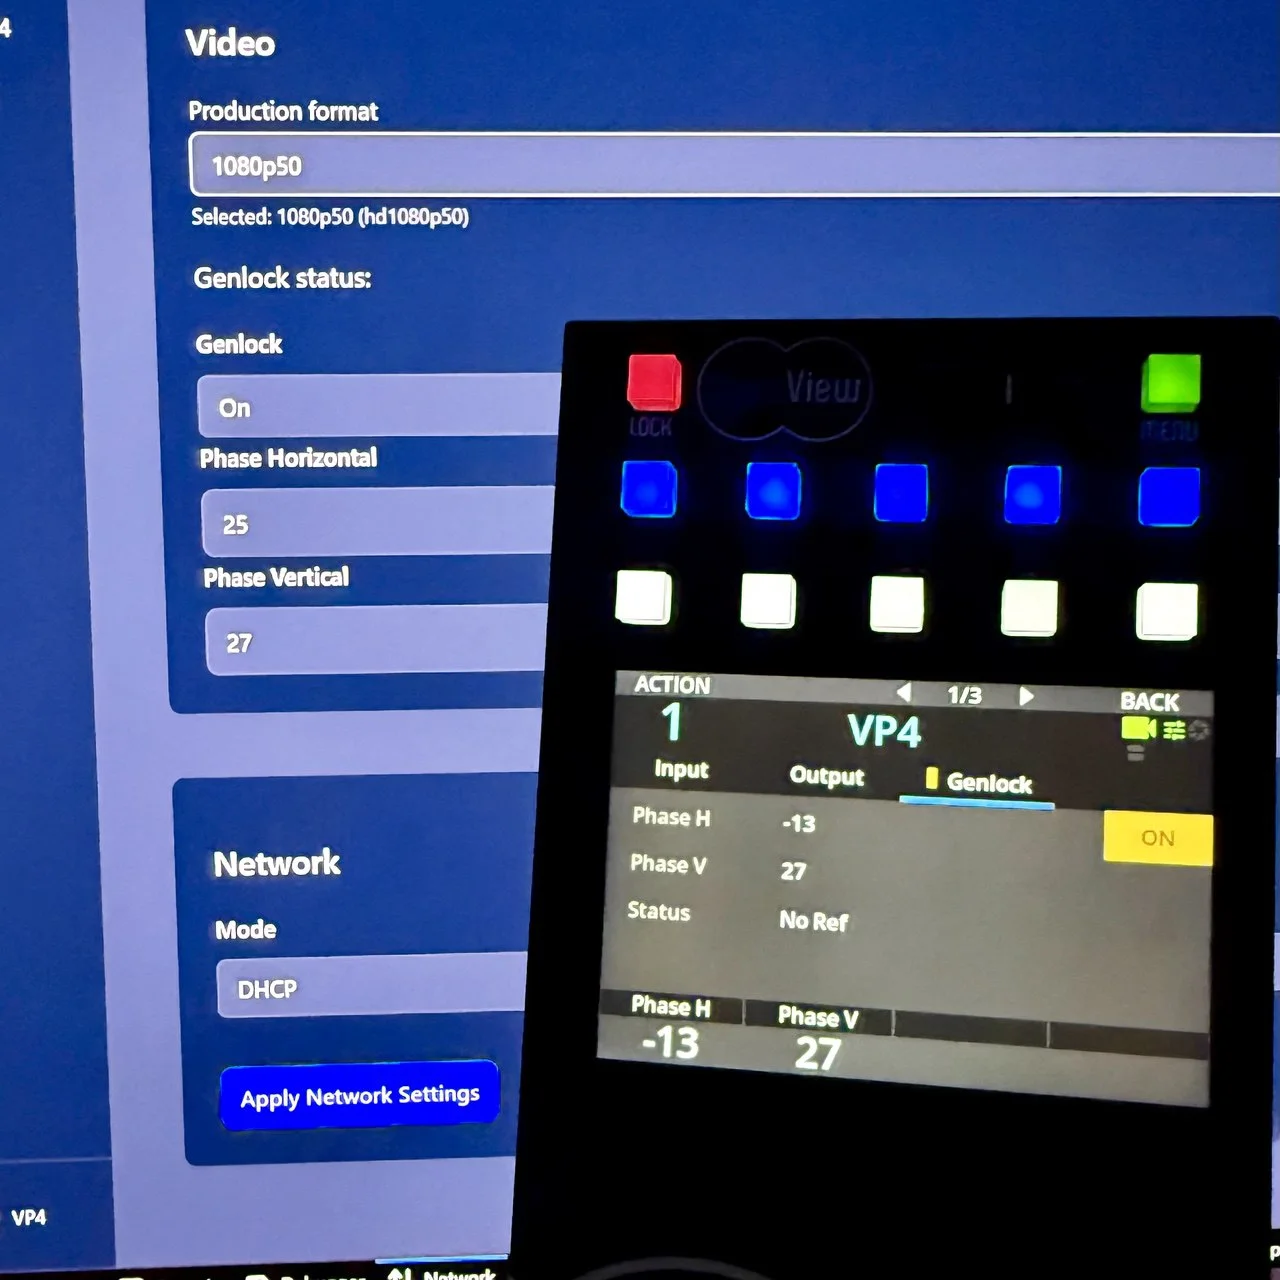 4
Video
Production format
1080p50
Selected: 1080p50 (hd1080p50)
Genlock status:
Genlock
On
Phase Horizontal
25
Phase Vertical
27
Network
Mode
DHCP
Apply Network Settings
VP4
Network
View
LOCK
MENU
ACTION 1/3 BACK
1 VP4
Input Output Genlock
Phase H -13 ON
Phase V 27
Status No Ref
Phase H Phase V
-13 27